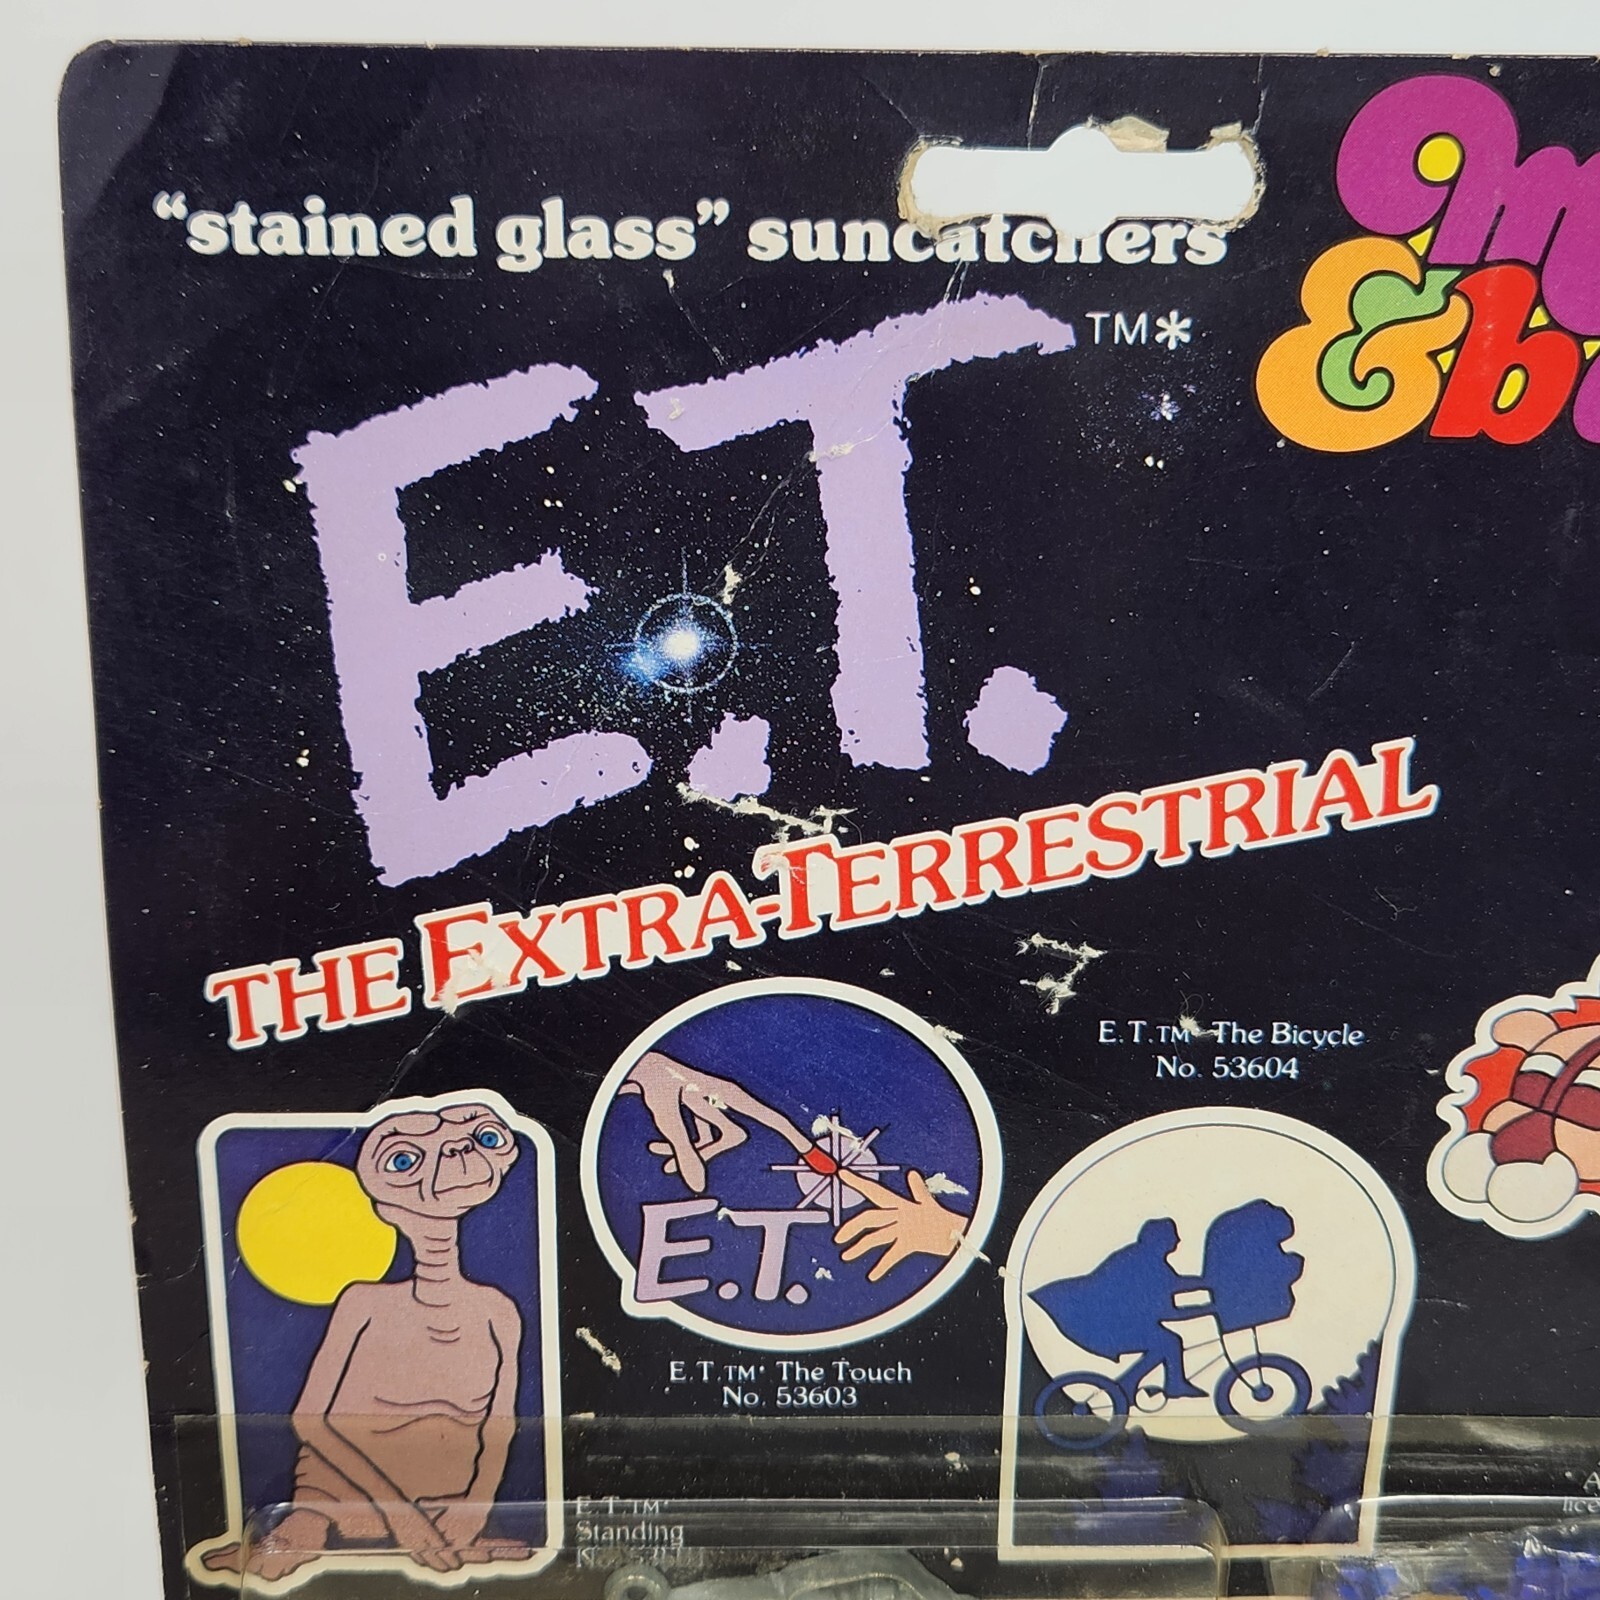 “stained glass” suncatchers
m
& b
E.T.
TM*
THE EXTRA-TERRESTRIAL
E.T.TM* The Bicycle
No. 53604
E.T.
E.T.TM* The Touch
No. 53603
E.T.TM*
Standing